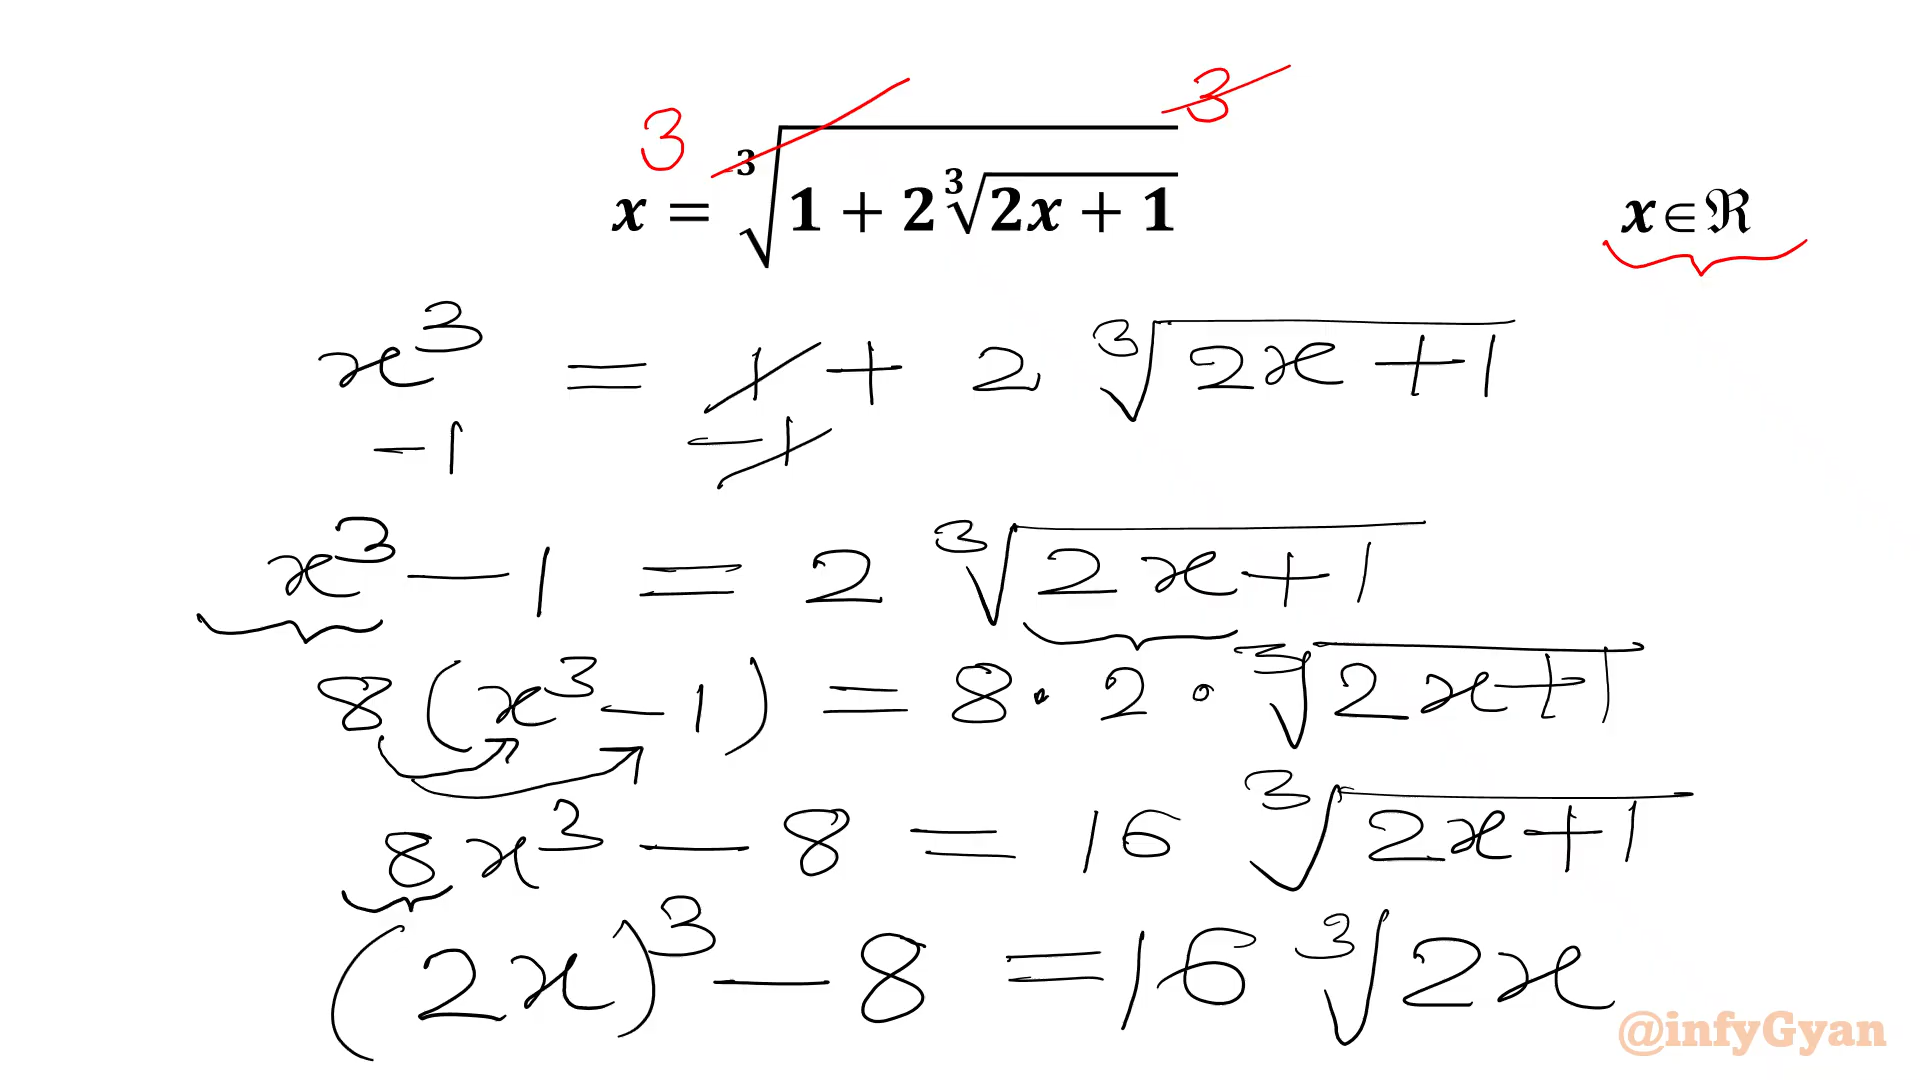 3 3
x = ∛(1 + 2∛(2x + 1)) x∈ℜ
x³ = 1 + 2 ∛(2x + 1)
-1 -1
x³ - 1 = 2 ∛(2x + 1)
8(x³ - 1) = 8 · 2 · ∛(2x + 1)
8x³ - 8 = 16 ∛(2x + 1)
(2x)³ - 8 = 16 ∛2x
@infyGyan